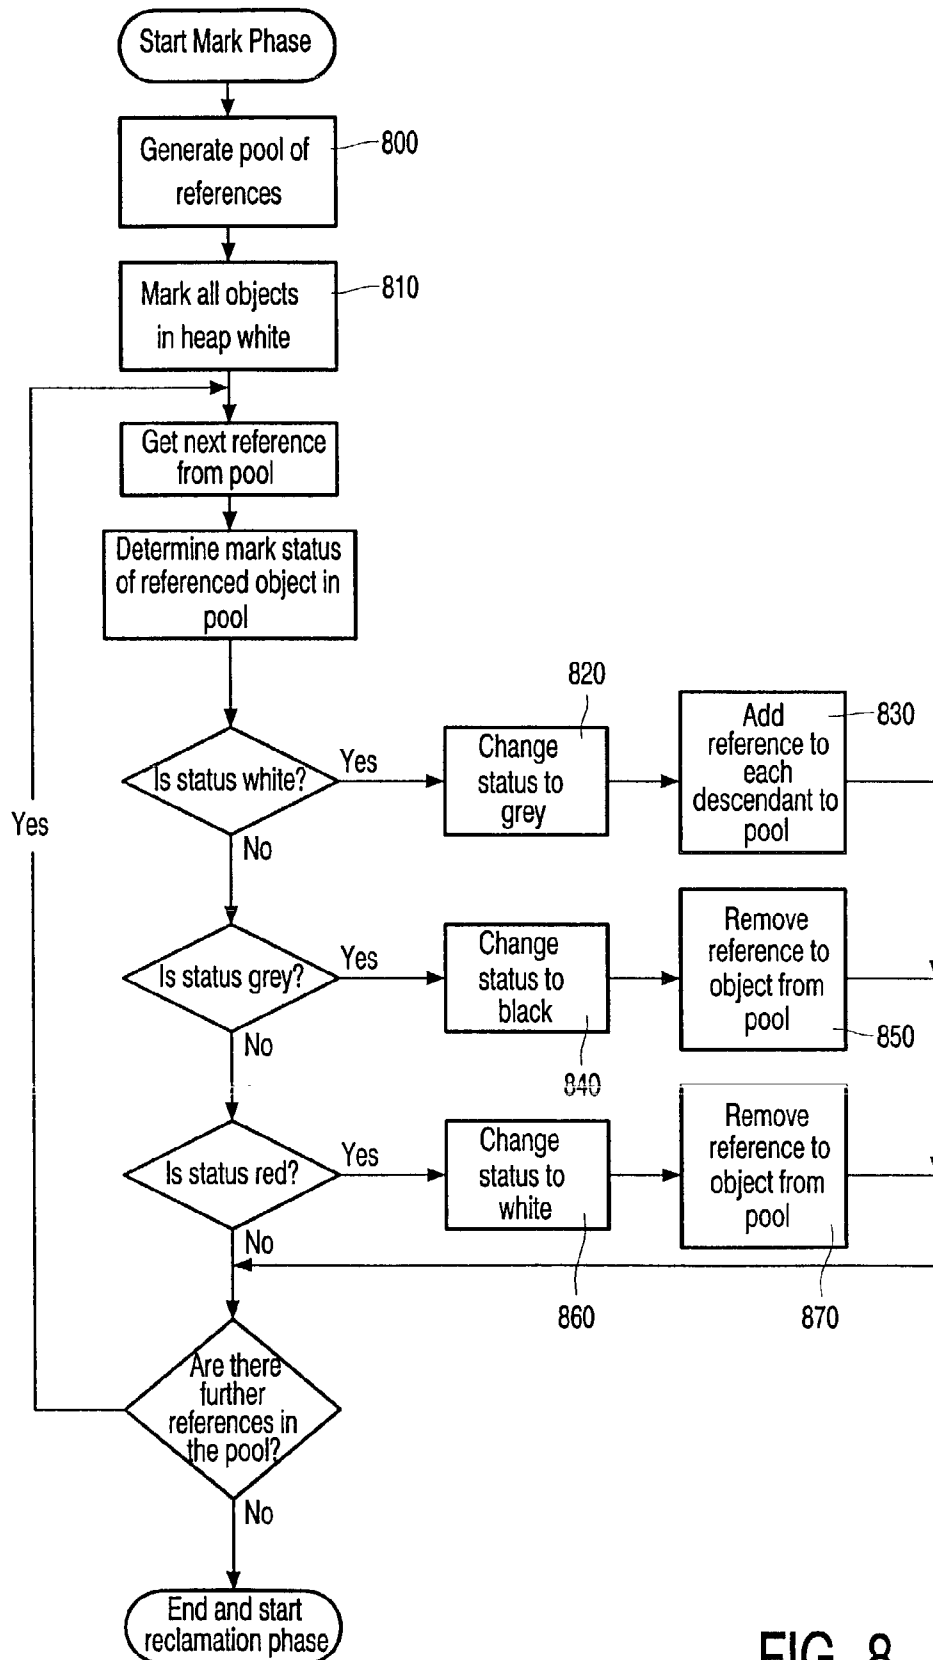 Start Mark Phase
Generate pool of
references
800
Mark all objects
in heap white
810
Get next reference
from pool
Determine mark status
of referenced object in
pool
Is status white?
Yes
No
820
Change
status to
grey
830
Add
reference to
each
descendant to
pool
Yes
Is status grey?
Yes
No
Change
status to
black
840
Remove
reference to
object from
pool
850
Is status red?
Yes
No
Change
status to
white
860
Remove
reference to
object from
pool
870
Are there
further
references in
the pool?
No
End and start
reclamation phase
FIG. 8